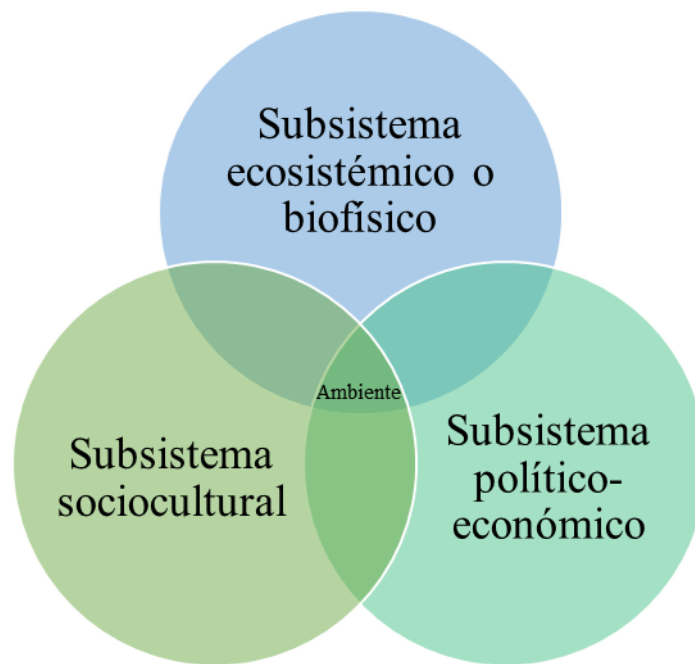 Subsistema
ecosistémico o
biofísico
Ambiente
Subsistema
sociocultural
Subsistema
político-
económico